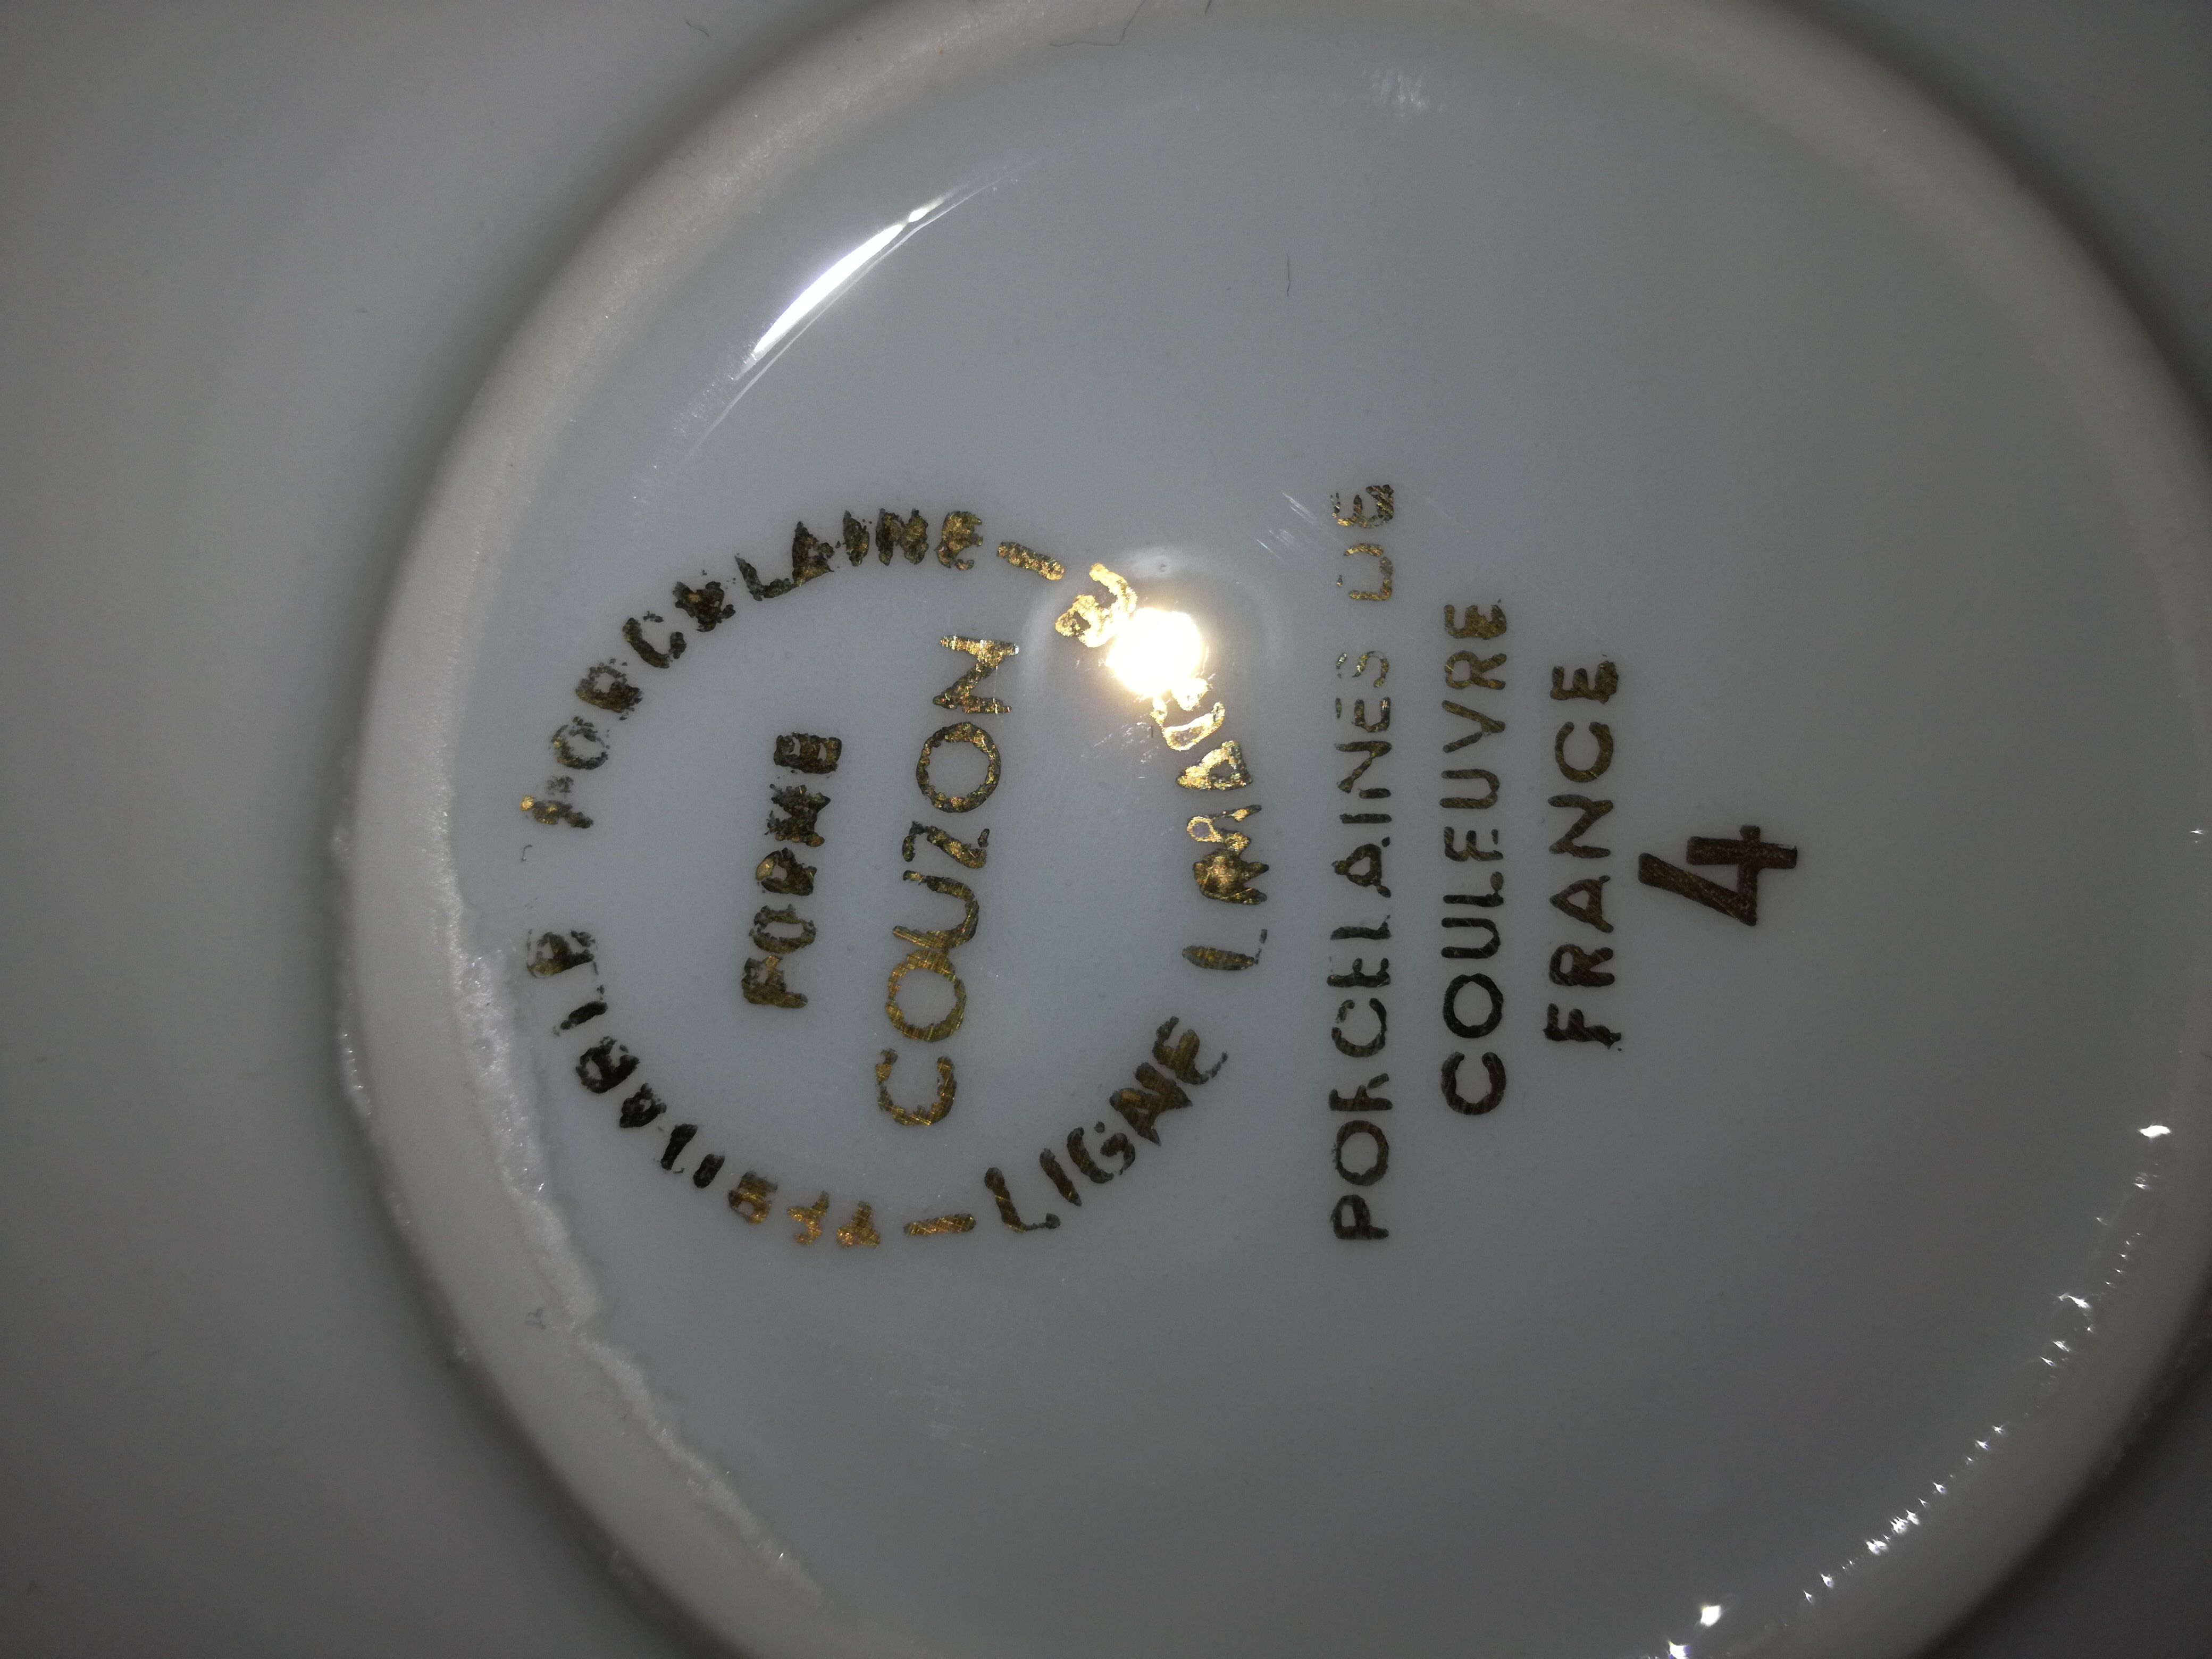 PORCELAINE
FORME
COUZON
LIGNE
PORCELAINES DE
COULEUVRE
FRANCE
4